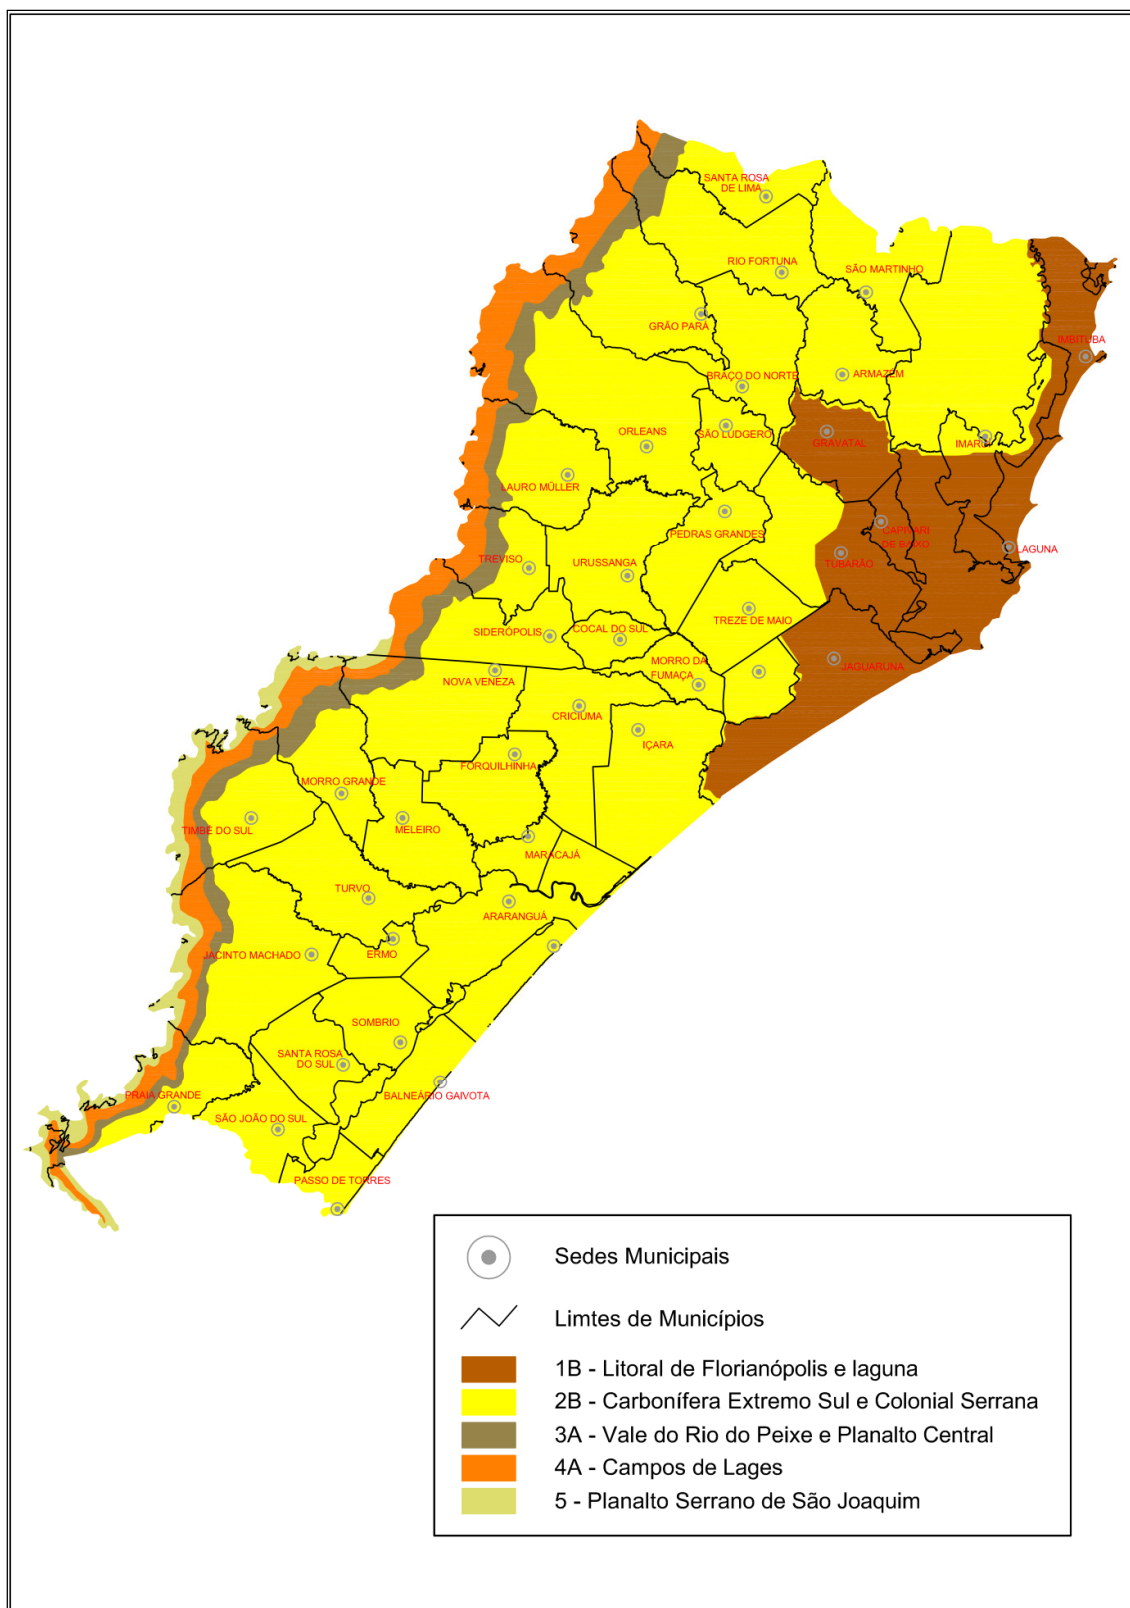 SANTA ROSA
DE LIMA
RIO FORTUNA
SÃO MARTINHO
GRÃO PARÁ
IMBITUBA
BRAÇO DO NORTE
ARMAZÉM
ORLEANS
SÃO LUDGERO
GRAVATAL
IMARUÍ
LAURO MÜLLER
PEDRAS GRANDES
CAPIVARI
DE BAIXO
LAGUNA
TREVISO
URUSSANGA
TUBARÃO
TREZE DE MAIO
SIDERÓPOLIS
COCAL DO SUL
MORRO DA
FUMAÇA
JAGUARUNA
NOVA VENEZA
CRICIÚMA
IÇARA
FORQUILHINHA
MORRO GRANDE
TIMBÉ DO SUL
MELEIRO
MARACAJÁ
TURVO
ARARANGUÁ
JACINTO MACHADO
ERMO
SOMBRIO
SANTA ROSA
DO SUL
BALNEÁRIO GAIVOTA
PRAIA GRANDE
SÃO JOÃO DO SUL
PASSO DE TORRES
Sedes Municipais
Limtes de Municípios
1B - Litoral de Florianópolis e laguna
2B - Carbonífera Extremo Sul e Colonial Serrana
3A - Vale do Rio do Peixe e Planalto Central
4A - Campos de Lages
5 - Planalto Serrano de São Joaquim